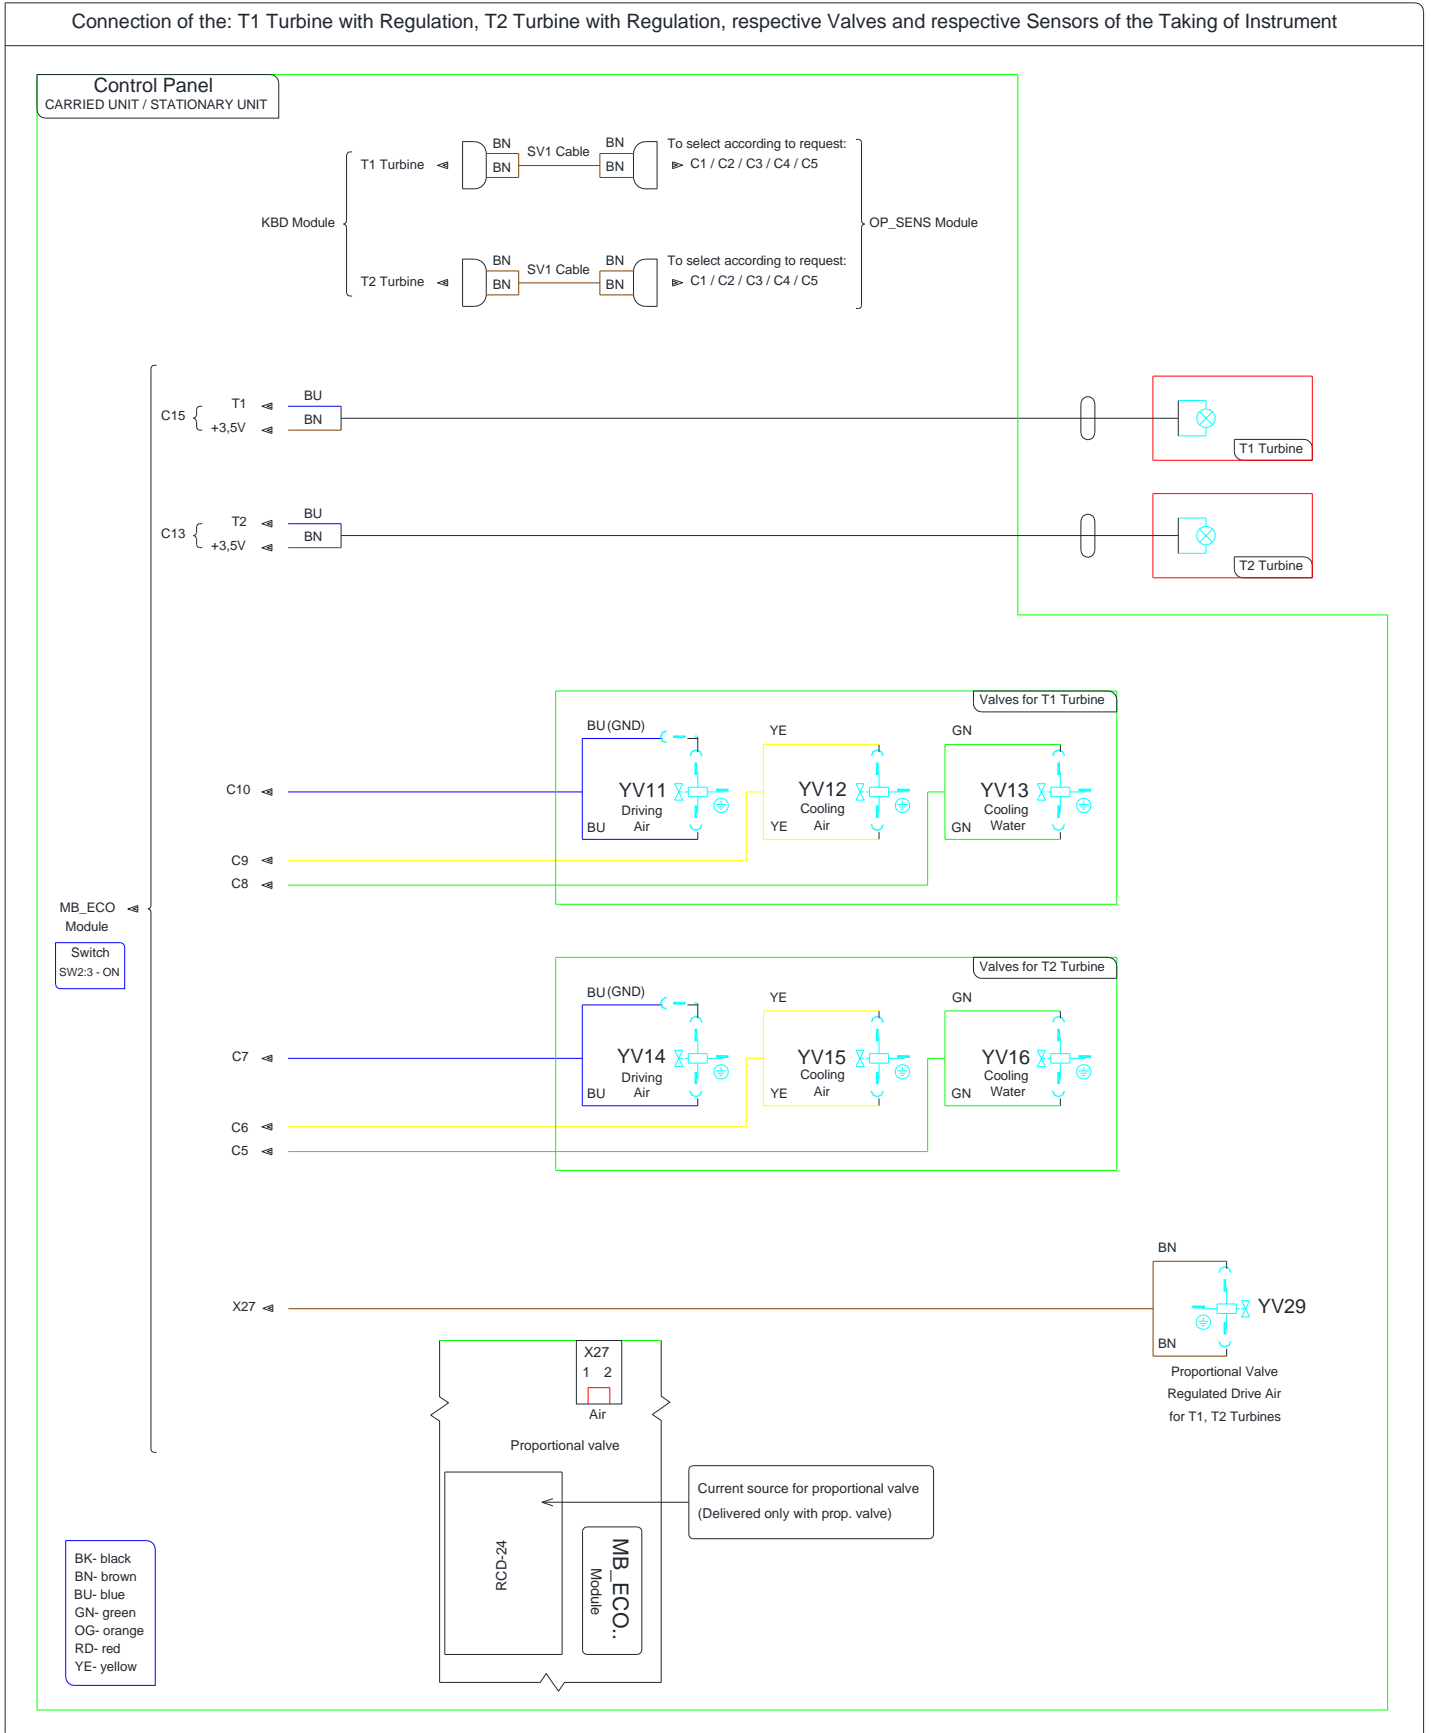 Connection of the: T1 Turbine with Regulation, T2 Turbine with Regulation, respective Valves and respective Sensors of the Taking of Instrument
Control Panel
CARRIED UNIT / STATIONARY UNIT
KBD Module
T1 Turbine
BN
BN
SV1 Cable
BN
BN
To select according to request:
C1 / C2 / C3 / C4 / C5
OP_SENS Module
T2 Turbine
BN
BN
SV1 Cable
BN
BN
To select according to request:
C1 / C2 / C3 / C4 / C5
C15
T1
+3,5V
BU
BN
T1 Turbine
C13
T2
+3,5V
BU
BN
T2 Turbine
Valves for T1 Turbine
C10
BU(GND)
YV11
Driving
Air
BU
YE
YV12
Cooling
Air
YE
GN
YV13
Cooling
Water
GN
C9
C8
MB_ECO
Module
Switch
SW2:3 - ON
Valves for T2 Turbine
C7
BU(GND)
YV14
Driving
Air
BU
YE
YV15
Cooling
Air
YE
GN
YV16
Cooling
Water
GN
C6
C5
X27
BN
YV29
BN
Proportional Valve
Regulated Drive Air
for T1, T2 Turbines
X27
1 2
Air
Proportional valve
Current source for proportional valve
(Delivered only with prop. valve)
RCD-24
MB_ECO..
Module
BK- black
BN- brown
BU- blue
GN- green
OG- orange
RD- red
YE- yellow